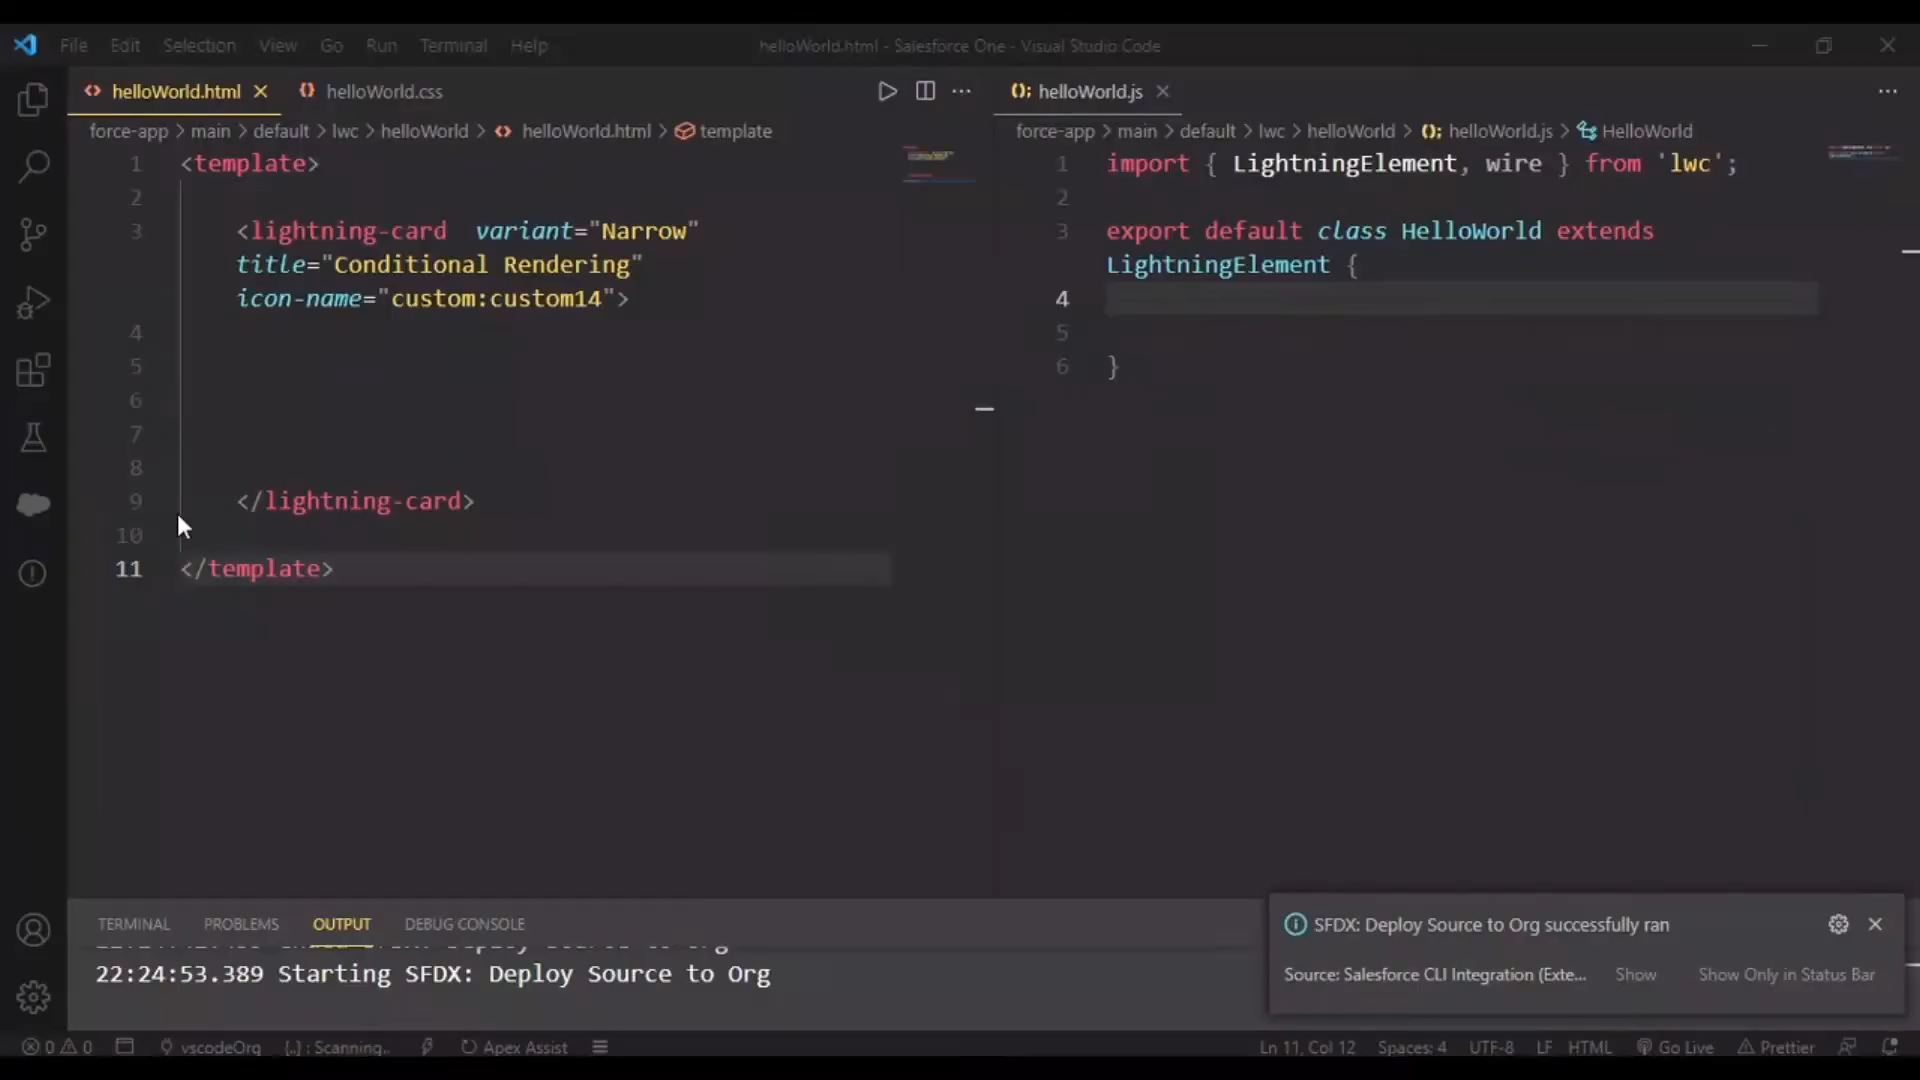 File Edit Selection View Go Run Terminal Help helloWorld.html - Salesforce One - Visual Studio Code
helloWorld.html helloWorld.css
force-app > main > default > lwc > helloWorld > helloWorld.html > template
1 <template>
2
3 <lightning-card variant="Narrow"
title="Conditional Rendering"
icon-name="custom:custom14">
4
5
6
7
8
9 </lightning-card>
10
11 </template>
helloWorld.js
force-app > main > default > lwc > helloWorld > helloWorld.js > HelloWorld
1 import { LightningElement, wire } from 'lwc';
2
3 export default class HelloWorld extends
LightningElement {
4
5
6 }
TERMINAL PROBLEMS OUTPUT DEBUG CONSOLE
22:24:53.389 Starting SFDX: Deploy Source to Org
SFDX: Deploy Source to Org successfully ran
Source: Salesforce CLI Integration (Exte... Show Show Only in Status Bar
0 0 vscodeOrg {..} : Scanning.. Apex Assist Ln 11, Col 12 Spaces: 4 UTF-8 LF HTML Go Live Prettier